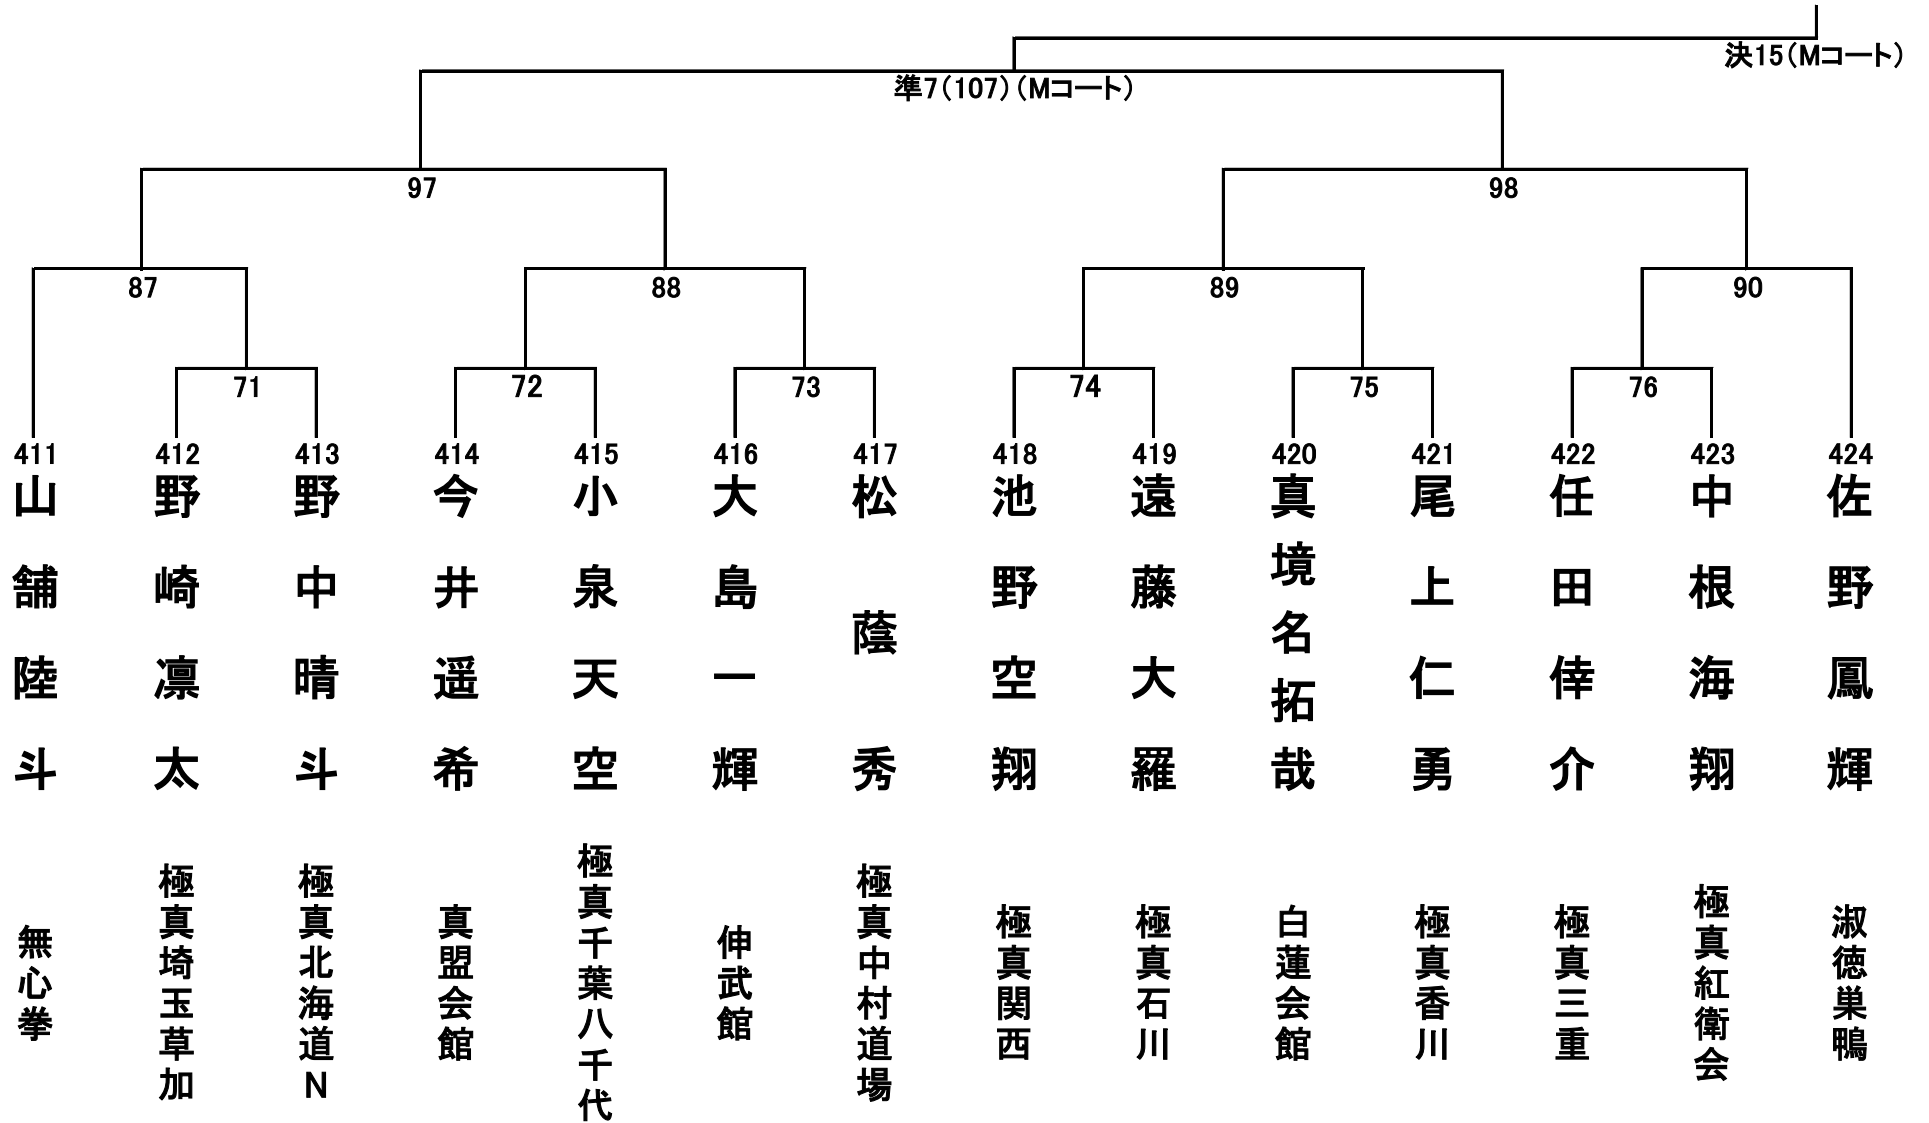 決15(Mコート)
準7(107)(Mコート)
97
98
87
88
89
90
71
72
73
74
75
76
411
412
413
414
415
416
417
418
419
420
421
422
423
424
山舗陸斗
野崎凛太
野中晴斗
今井遥希
小泉天空
大島一輝
松蔭秀
池野空翔
遠藤大羅
真境名拓哉
尾上仁勇
任田倖介
中根海翔
佐野鳳輝
無心拳
極真埼玉草加
極真北海道N
真盟会館
極真千葉八千代
伸武館
極真中村道場
極真関西
極真石川
白蓮会館
極真香川
極真三重
極真紅衛会
淑徳巣鴨